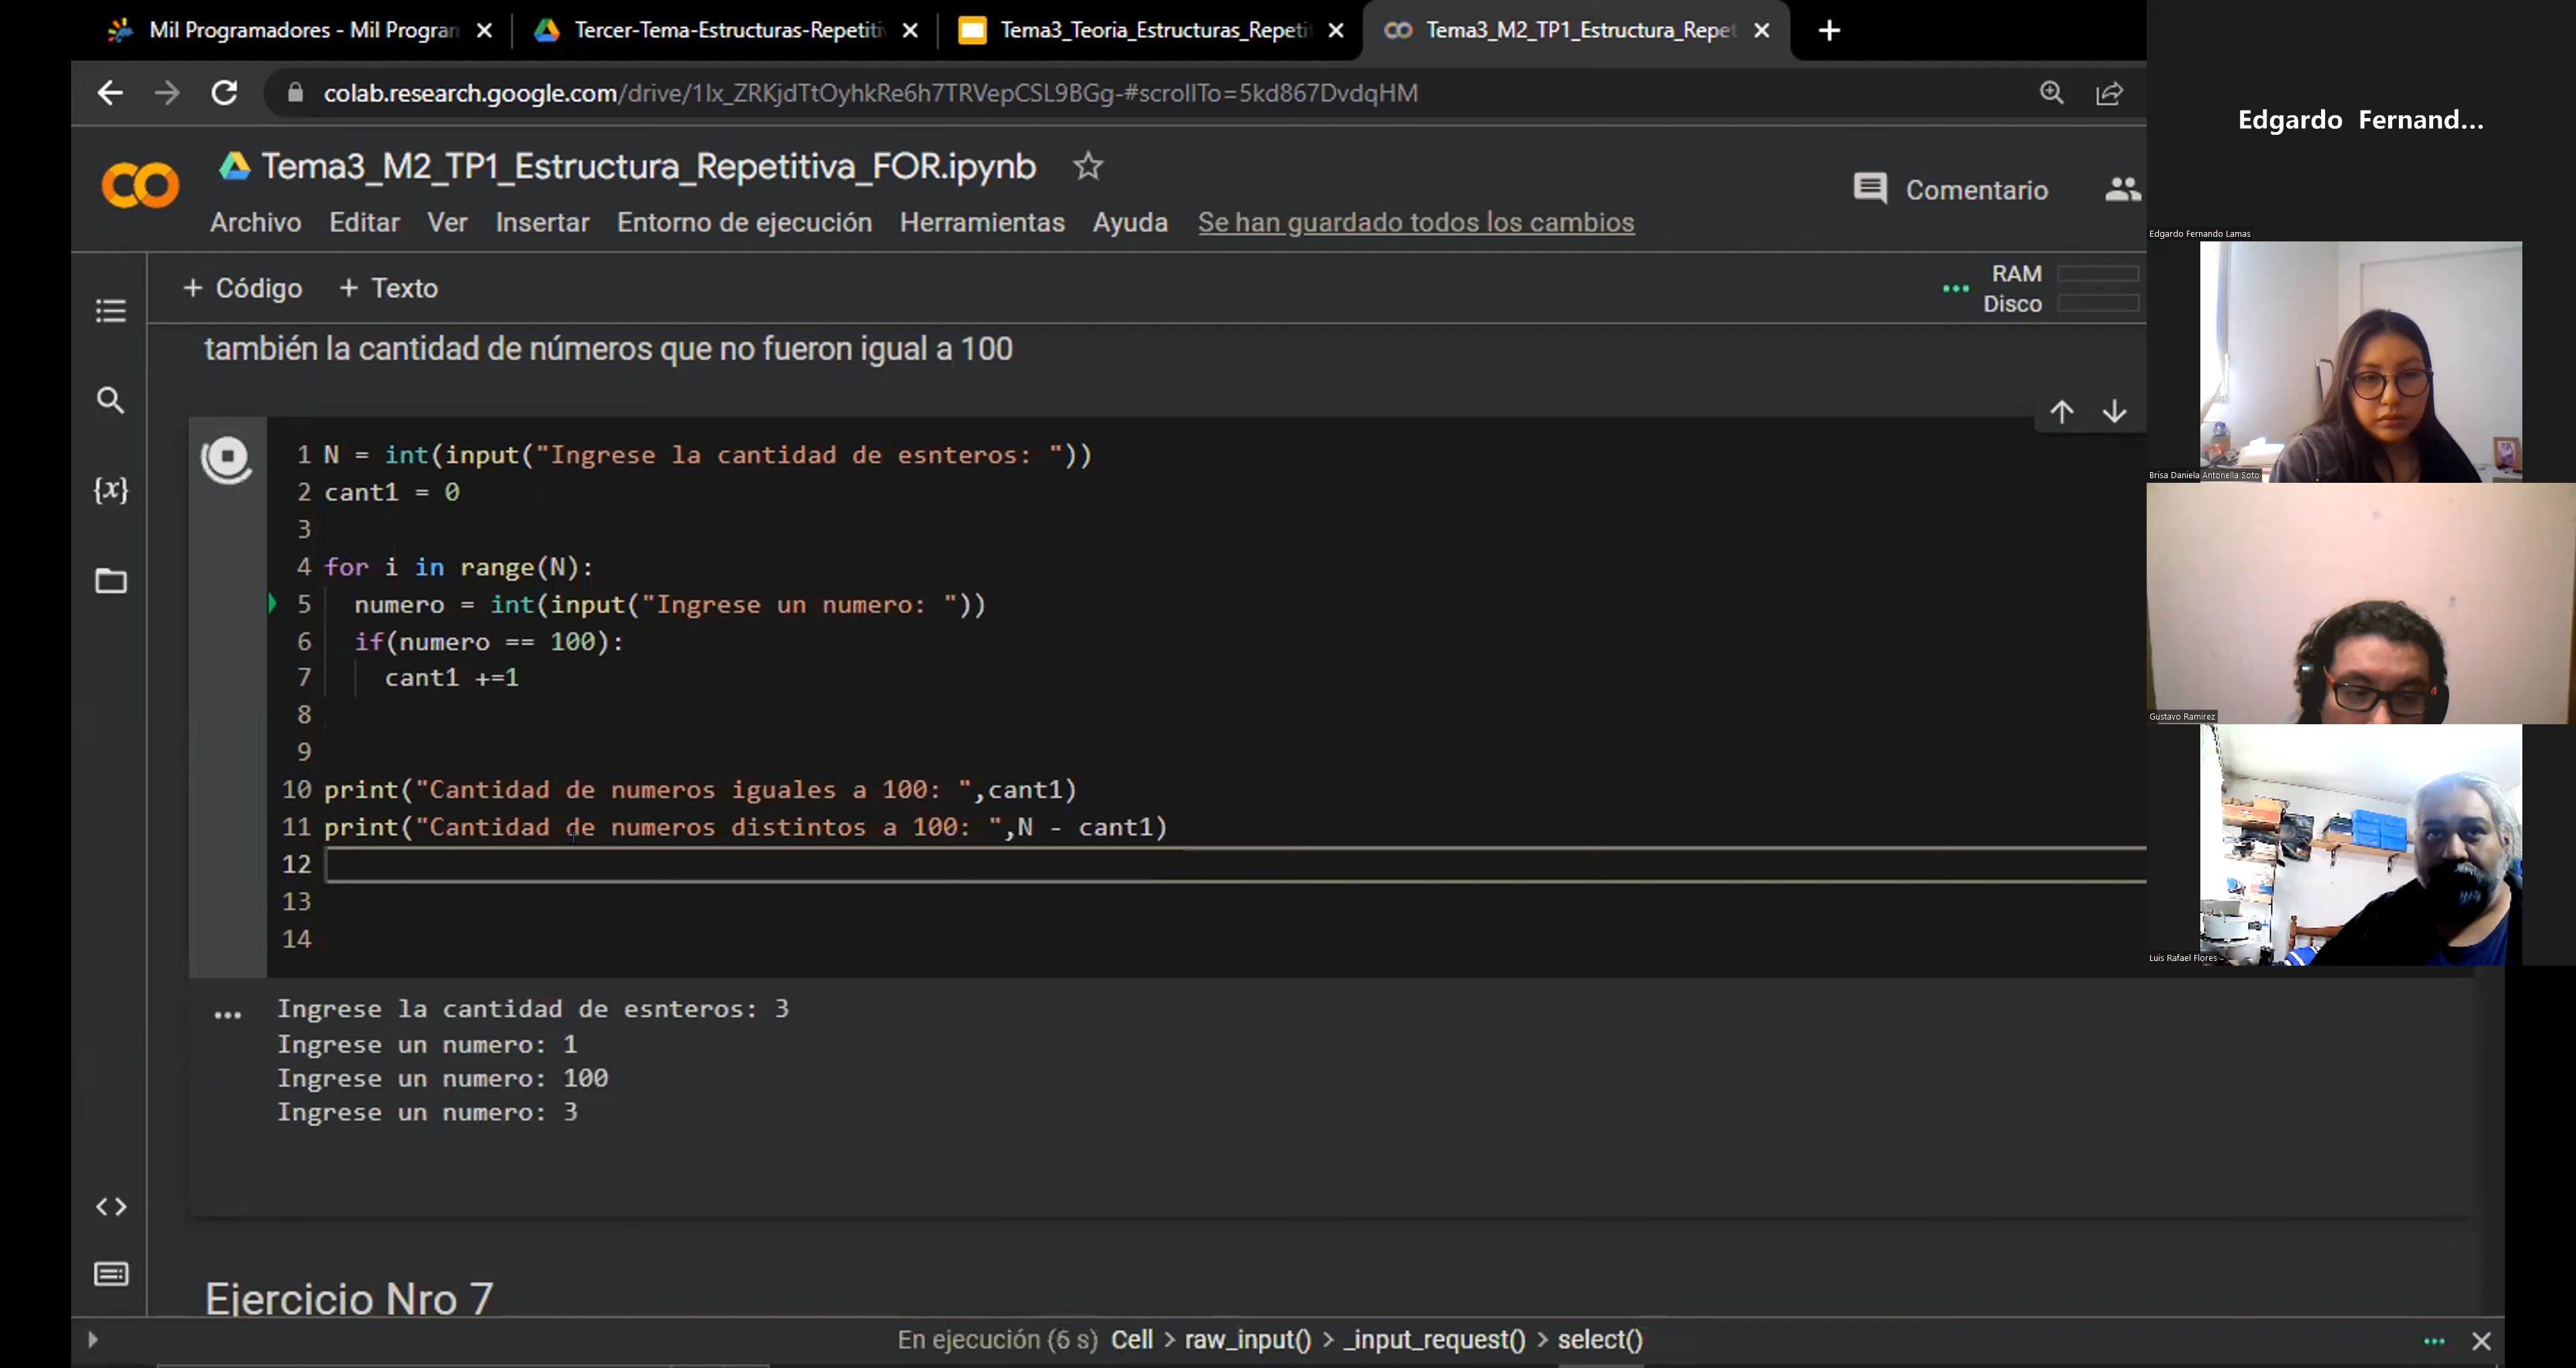 Mil Programadores - Mil Program
Tercer-Tema-Estructuras-Repetitiv
Tema3_Teoria_Estructuras_Repetit
Tema3_M2_TP1_Estructura_Repet
colab.research.google.com/drive/1Ix_ZRKjdTtOyhkRe6h7TRVepCSL9BGg-#scrollTo=5kd867DvdqHM
Edgardo Fernand...
Tema3_M2_TP1_Estructura_Repetitiva_FOR.ipynb
Comentario
Archivo Editar Ver Insertar Entorno de ejecución Herramientas Ayuda Se han guardado todos los cambios
Edgardo Fernando Lamas
+ Código + Texto
RAM
Disco
también la cantidad de números que no fueron igual a 100
1 N = int(input("Ingrese la cantidad de esnteros: "))
2 cant1 = 0
3
4 for i in range(N):
5 numero = int(input("Ingrese un numero: "))
6 if(numero == 100):
7 cant1 +=1
8
9
10 print("Cantidad de numeros iguales a 100: ",cant1)
11 print("Cantidad de numeros distintos a 100: ",N - cant1)
12
13
14
Brisa Daniela Antonella Soto
Gustavo Ramirez
Luis Rafael Flores
Ingrese la cantidad de esnteros: 3
Ingrese un numero: 1
Ingrese un numero: 100
Ingrese un numero: 3
Ejercicio Nro 7
En ejecución (6 s) Cell > raw_input() > _input_request() > select()